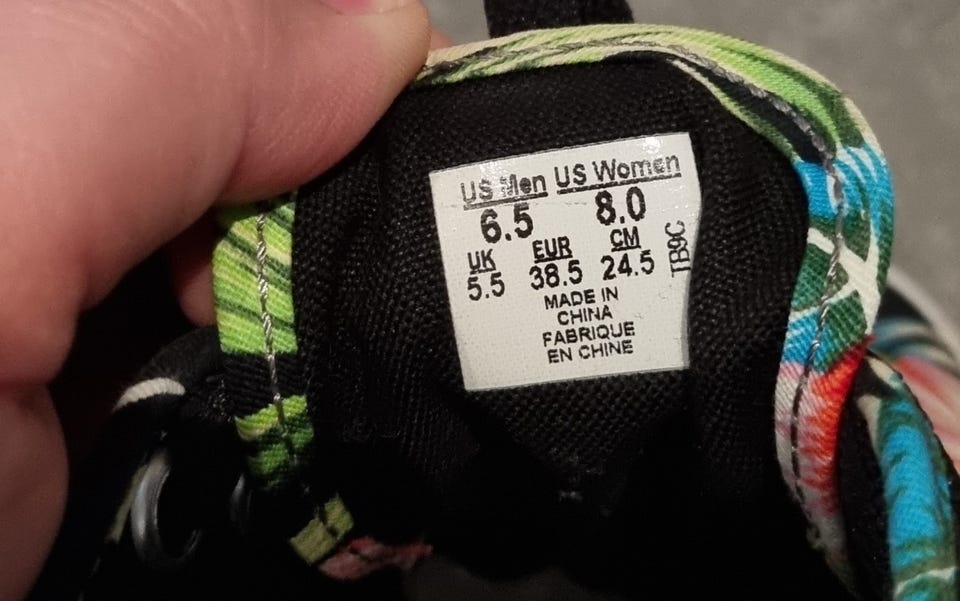 US Men US Women
6.5 8.0
UK EUR CM
5.5 38.5 24.5
TB9C
MADE IN
CHINA
FABRIQUE
EN CHINE